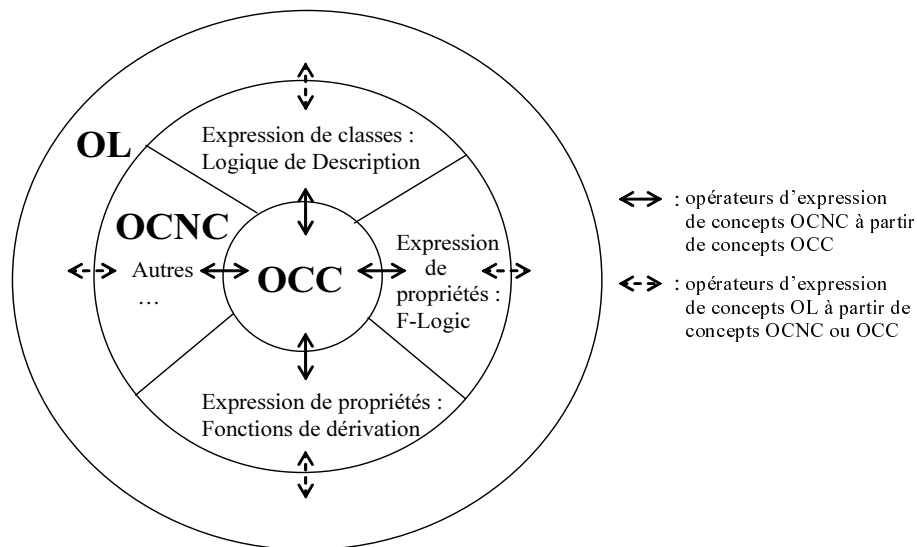 Expression de classes :
Logique de Description
OL
OCNC
Autres
…
OCC
Expression
de
propriétés :
F-Logic
Expression de propriétés :
Fonctions de dérivation
: opérateurs d'expression
de concepts OCNC à partir
de concepts OCC
: opérateurs d'expression
de concepts OL à partir de
concepts OCNC ou OCC